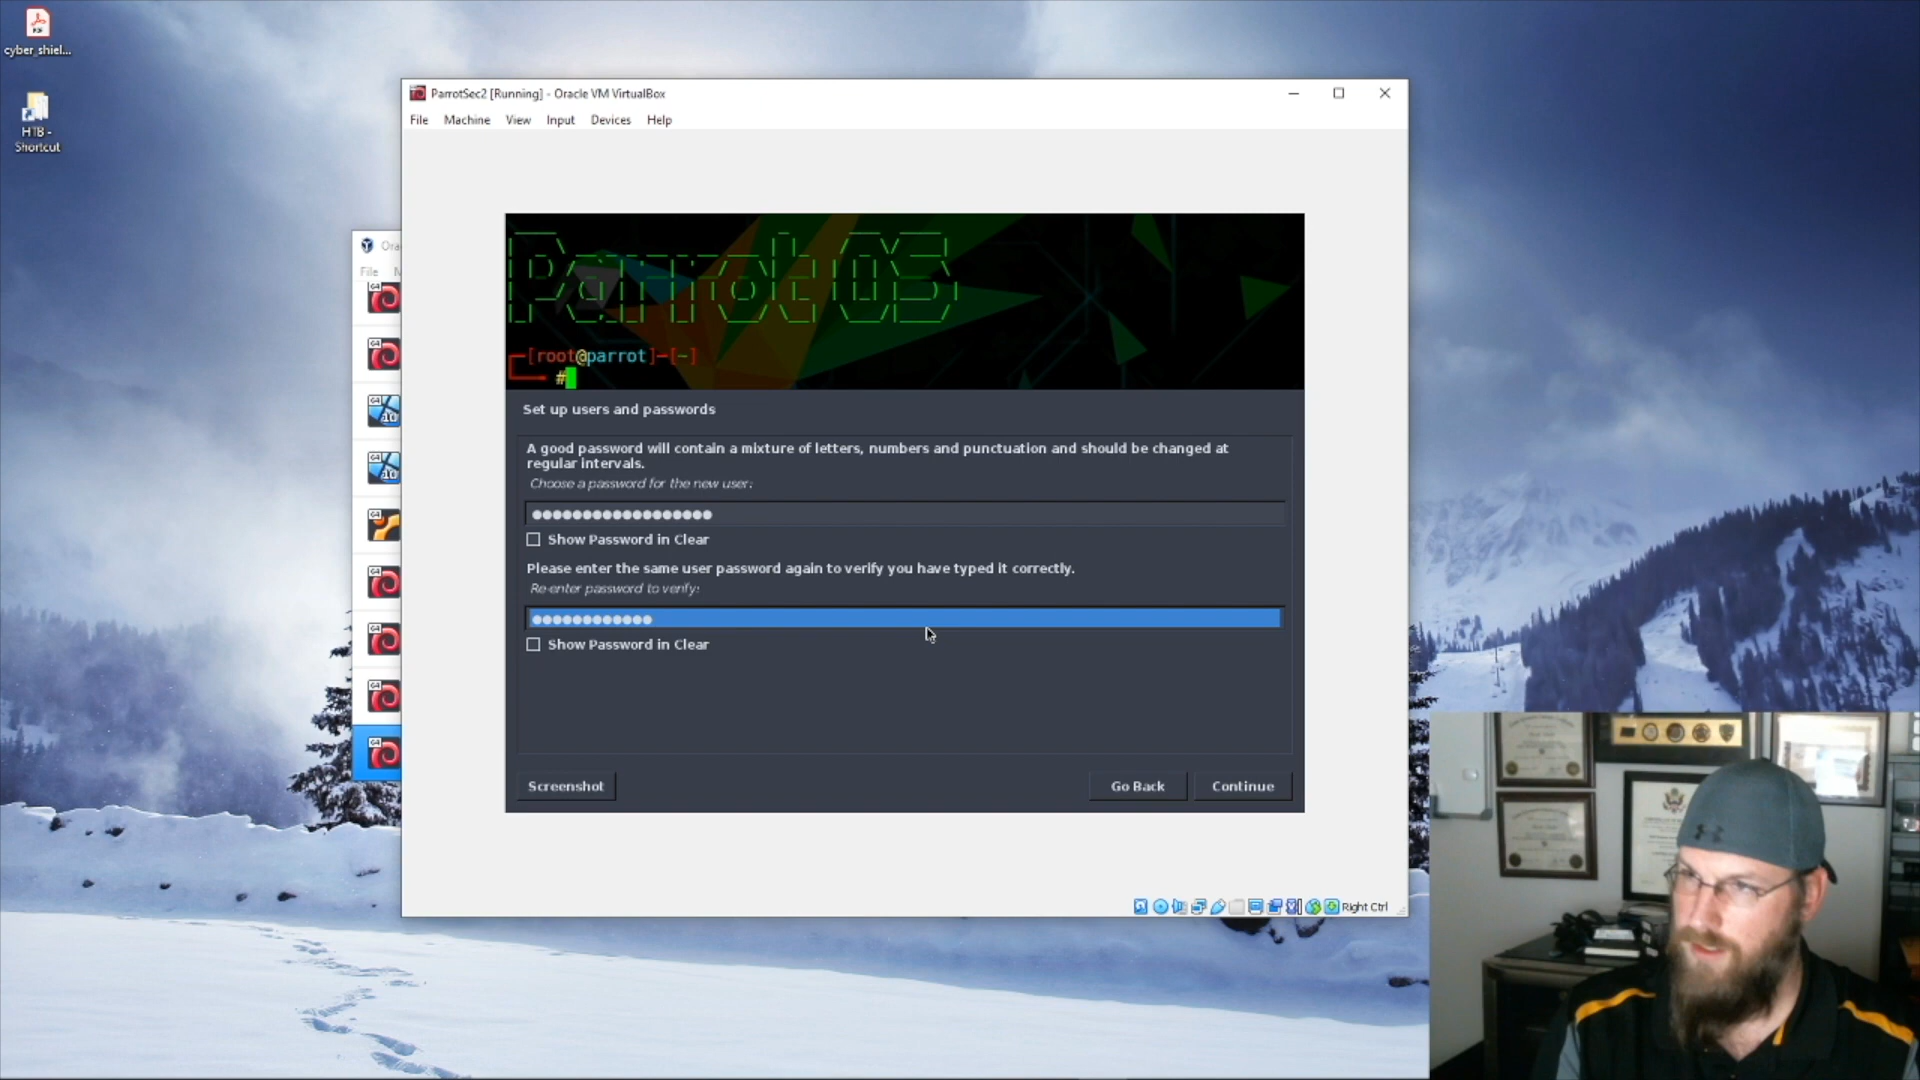 cyber_shiel...
HTB -
Shortcut
ParrotSec2 [Running] - Oracle VM VirtualBox
File Machine View Input Devices Help
Ora
File M
Parrot OS
[root@parrot]-[~]
#
Set up users and passwords
A good password will contain a mixture of letters, numbers and punctuation and should be changed at
regular intervals.
Choose a password for the new user:
●●●●●●●●●●●●●●●●●●
Show Password in Clear
Please enter the same user password again to verify you have typed it correctly.
Re-enter password to verify:
●●●●●●●●●●●●
Show Password in Clear
Screenshot Go Back Continue
Right Ctrl